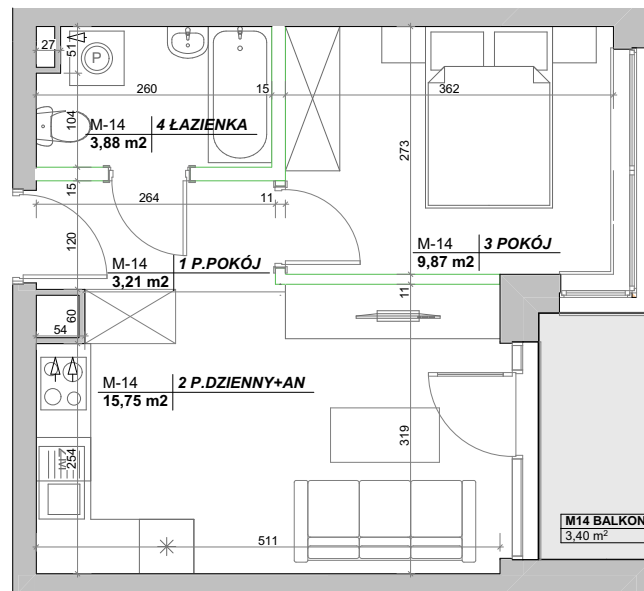 27
51
P
260
15
362
104
M-14
4 ŁAZIENKA
3,88 m2
273
15
264
11
120
M-14
3 POKÓJ
9,87 m2
M-14
1 P.POKÓJ
3,21 m2
11
60
54
M-14
2 P.DZIENNY+AN
15,75 m2
319
254
511
M14 BALKON
3,40 m²